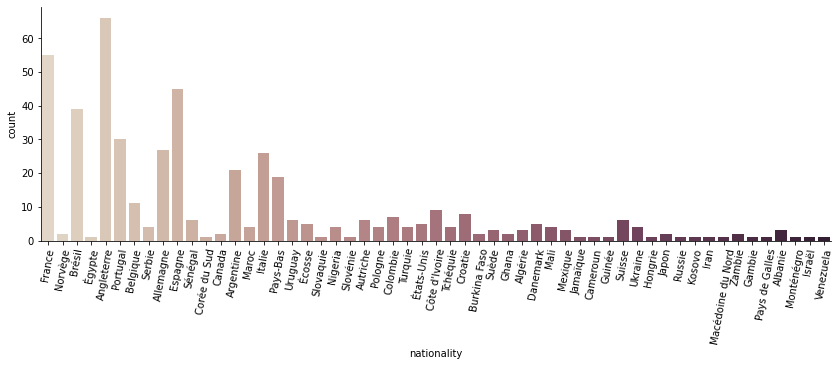 60
50
40
30
20
10
0
count
France
Norvège
Brésil
Égypte
Angleterre
Portugal
Belgique
Serbie
Allemagne
Espagne
Sénégal
Corée du Sud
Canada
Argentine
Maroc
Italie
Pays-Bas
Uruguay
Écosse
Slovaquie
Nigeria
Slovénie
Autriche
Pologne
Colombie
Turquie
États-Unis
Côte d'Ivoire
Tchéquie
Croatie
Burkina Faso
Suède
Ghana
Algérie
Danemark
Mali
Mexique
Jamaïque
Cameroun
Guinée
Suisse
Ukraine
Hongrie
Japon
Russie
Kosovo
Iran
Macédoine du Nord
Zambie
Gambie
Pays de Galles
Albanie
Monténégro
Israël
Venezuela
nationality